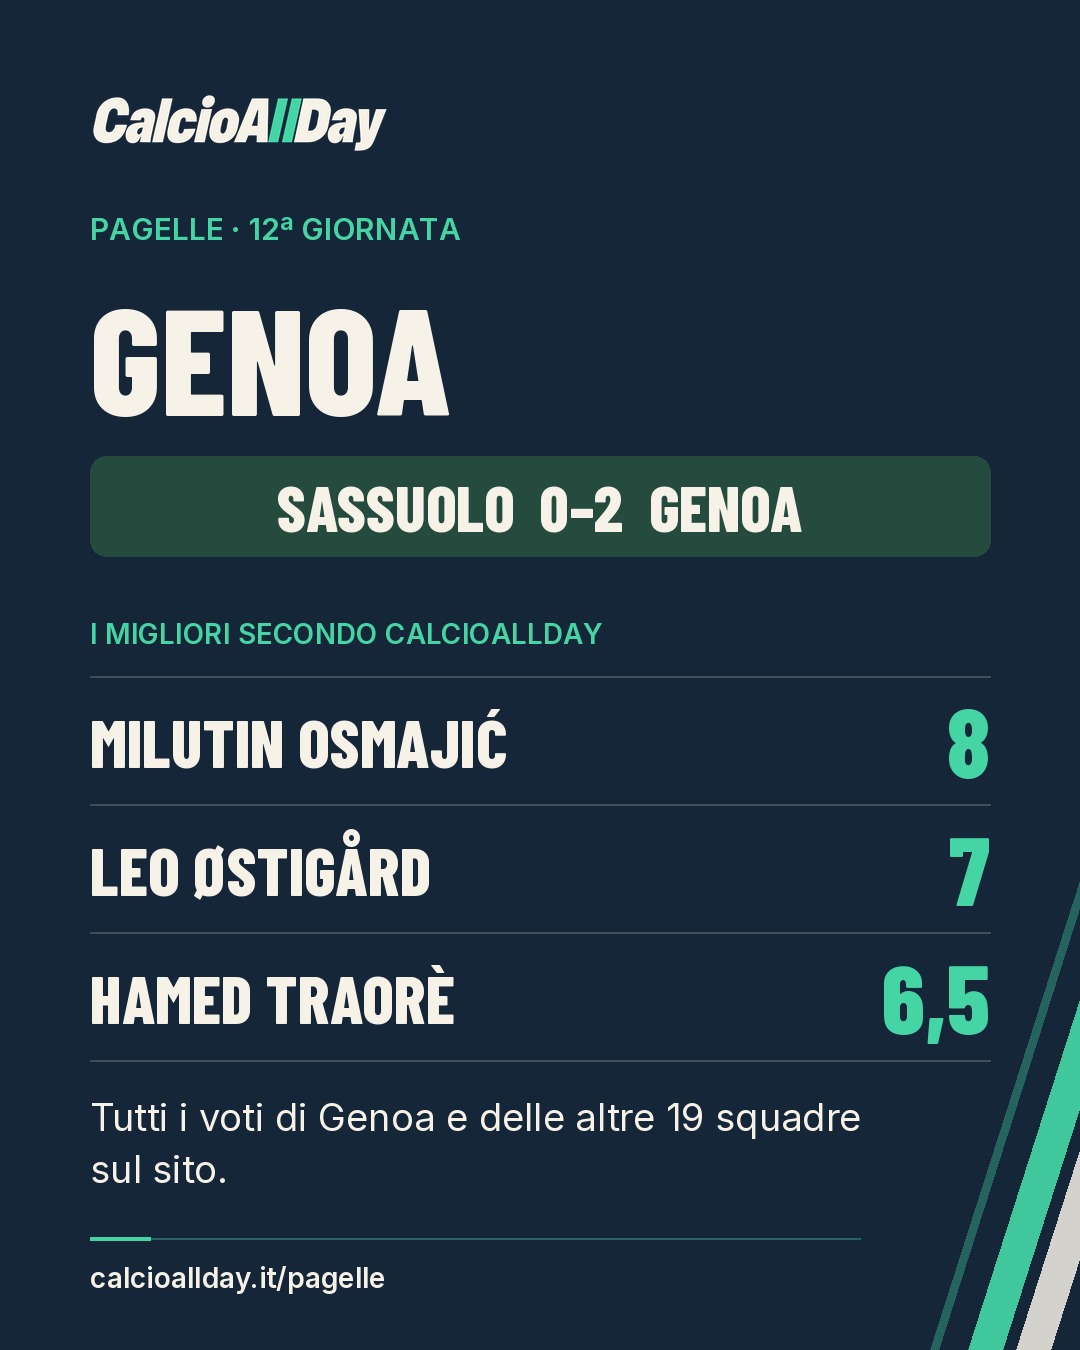 CalcioAllDay
PAGELLE · 12ª GIORNATA
GENOA
SASSUOLO 0–2 GENOA
I MIGLIORI SECONDO CALCIOALLDAY
MILUTIN OSMAJIĆ 8
LEO ØSTIGÅRD 7
HAMED TRAORÈ 6,5
Tutti i voti di Genoa e delle altre 19 squadre
sul sito.
calcioallday.it/pagelle